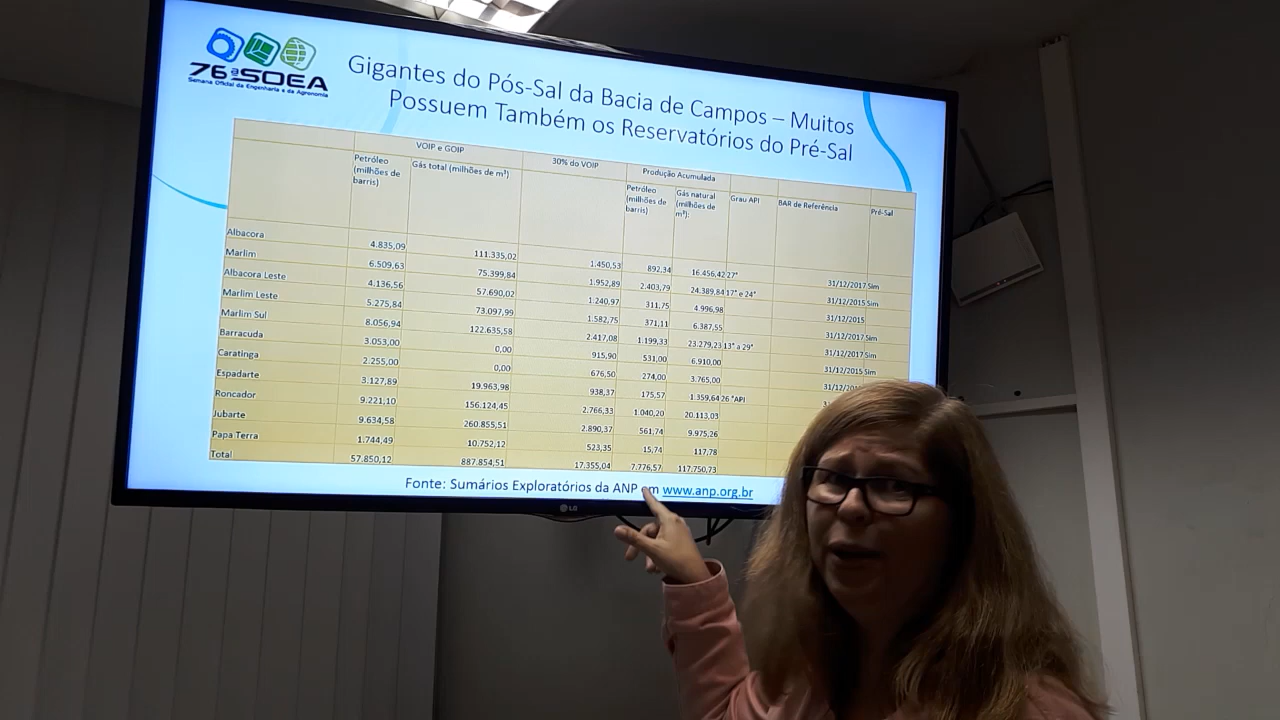 76ªSOEA
Semana Oficial da Engenharia e da Agronomia
Gigantes do Pós-Sal da Bacia de Campos – Muitos
Possuem Também os Reservatórios do Pré-Sal
VOIP e GOIP 30% do VOIP Produção Acumulada
Petróleo (milhões de barris) Gás total (milhões de m³) Petróleo (milhões de barris) Gás natural (milhões de m³): Grau API BAR de Referência Pré-Sal
Albacora 4.835,09 111.335,02 1.450,53 892,34 16.456,42 27° 31/12/2017 Sim
Marlim 6.509,63 75.399,84 1.952,89 2.403,79 24.389,84 17° e 24° 31/12/2015 Sim
Albacora Leste 4.136,56 57.690,02 1.240,97 311,75 4.996,98 31/12/2015
Marlim Leste 5.275,84 73.097,99 1.582,75 371,11 6.387,55 31/12/2017 Sim
Marlim Sul 8.056,94 122.635,58 2.417,08 1.199,33 23.279,23 13° a 29° 31/12/2017 Sim
Barracuda 3.053,00 0,00 915,90 531,00 6.910,00 31/12/2015 Sim
Caratinga 2.255,00 0,00 676,50 274,00 3.765,00
Espadarte 3.127,89 19.963,98 938,37 175,57 1.359,64 26 °API
Roncador 9.221,10 156.124,45 2.766,33 1.040,20 20.113,03
Jubarte 9.634,58 260.855,51 2.890,37 561,74 9.975,26
Papa Terra 1.744,49 10.752,12 523,35 15,74 117,78
Total 57.850,12 887.854,51 17.355,04 7.776,57 117.750,73
Fonte: Sumários Exploratórios da ANP em www.anp.org.br
LG